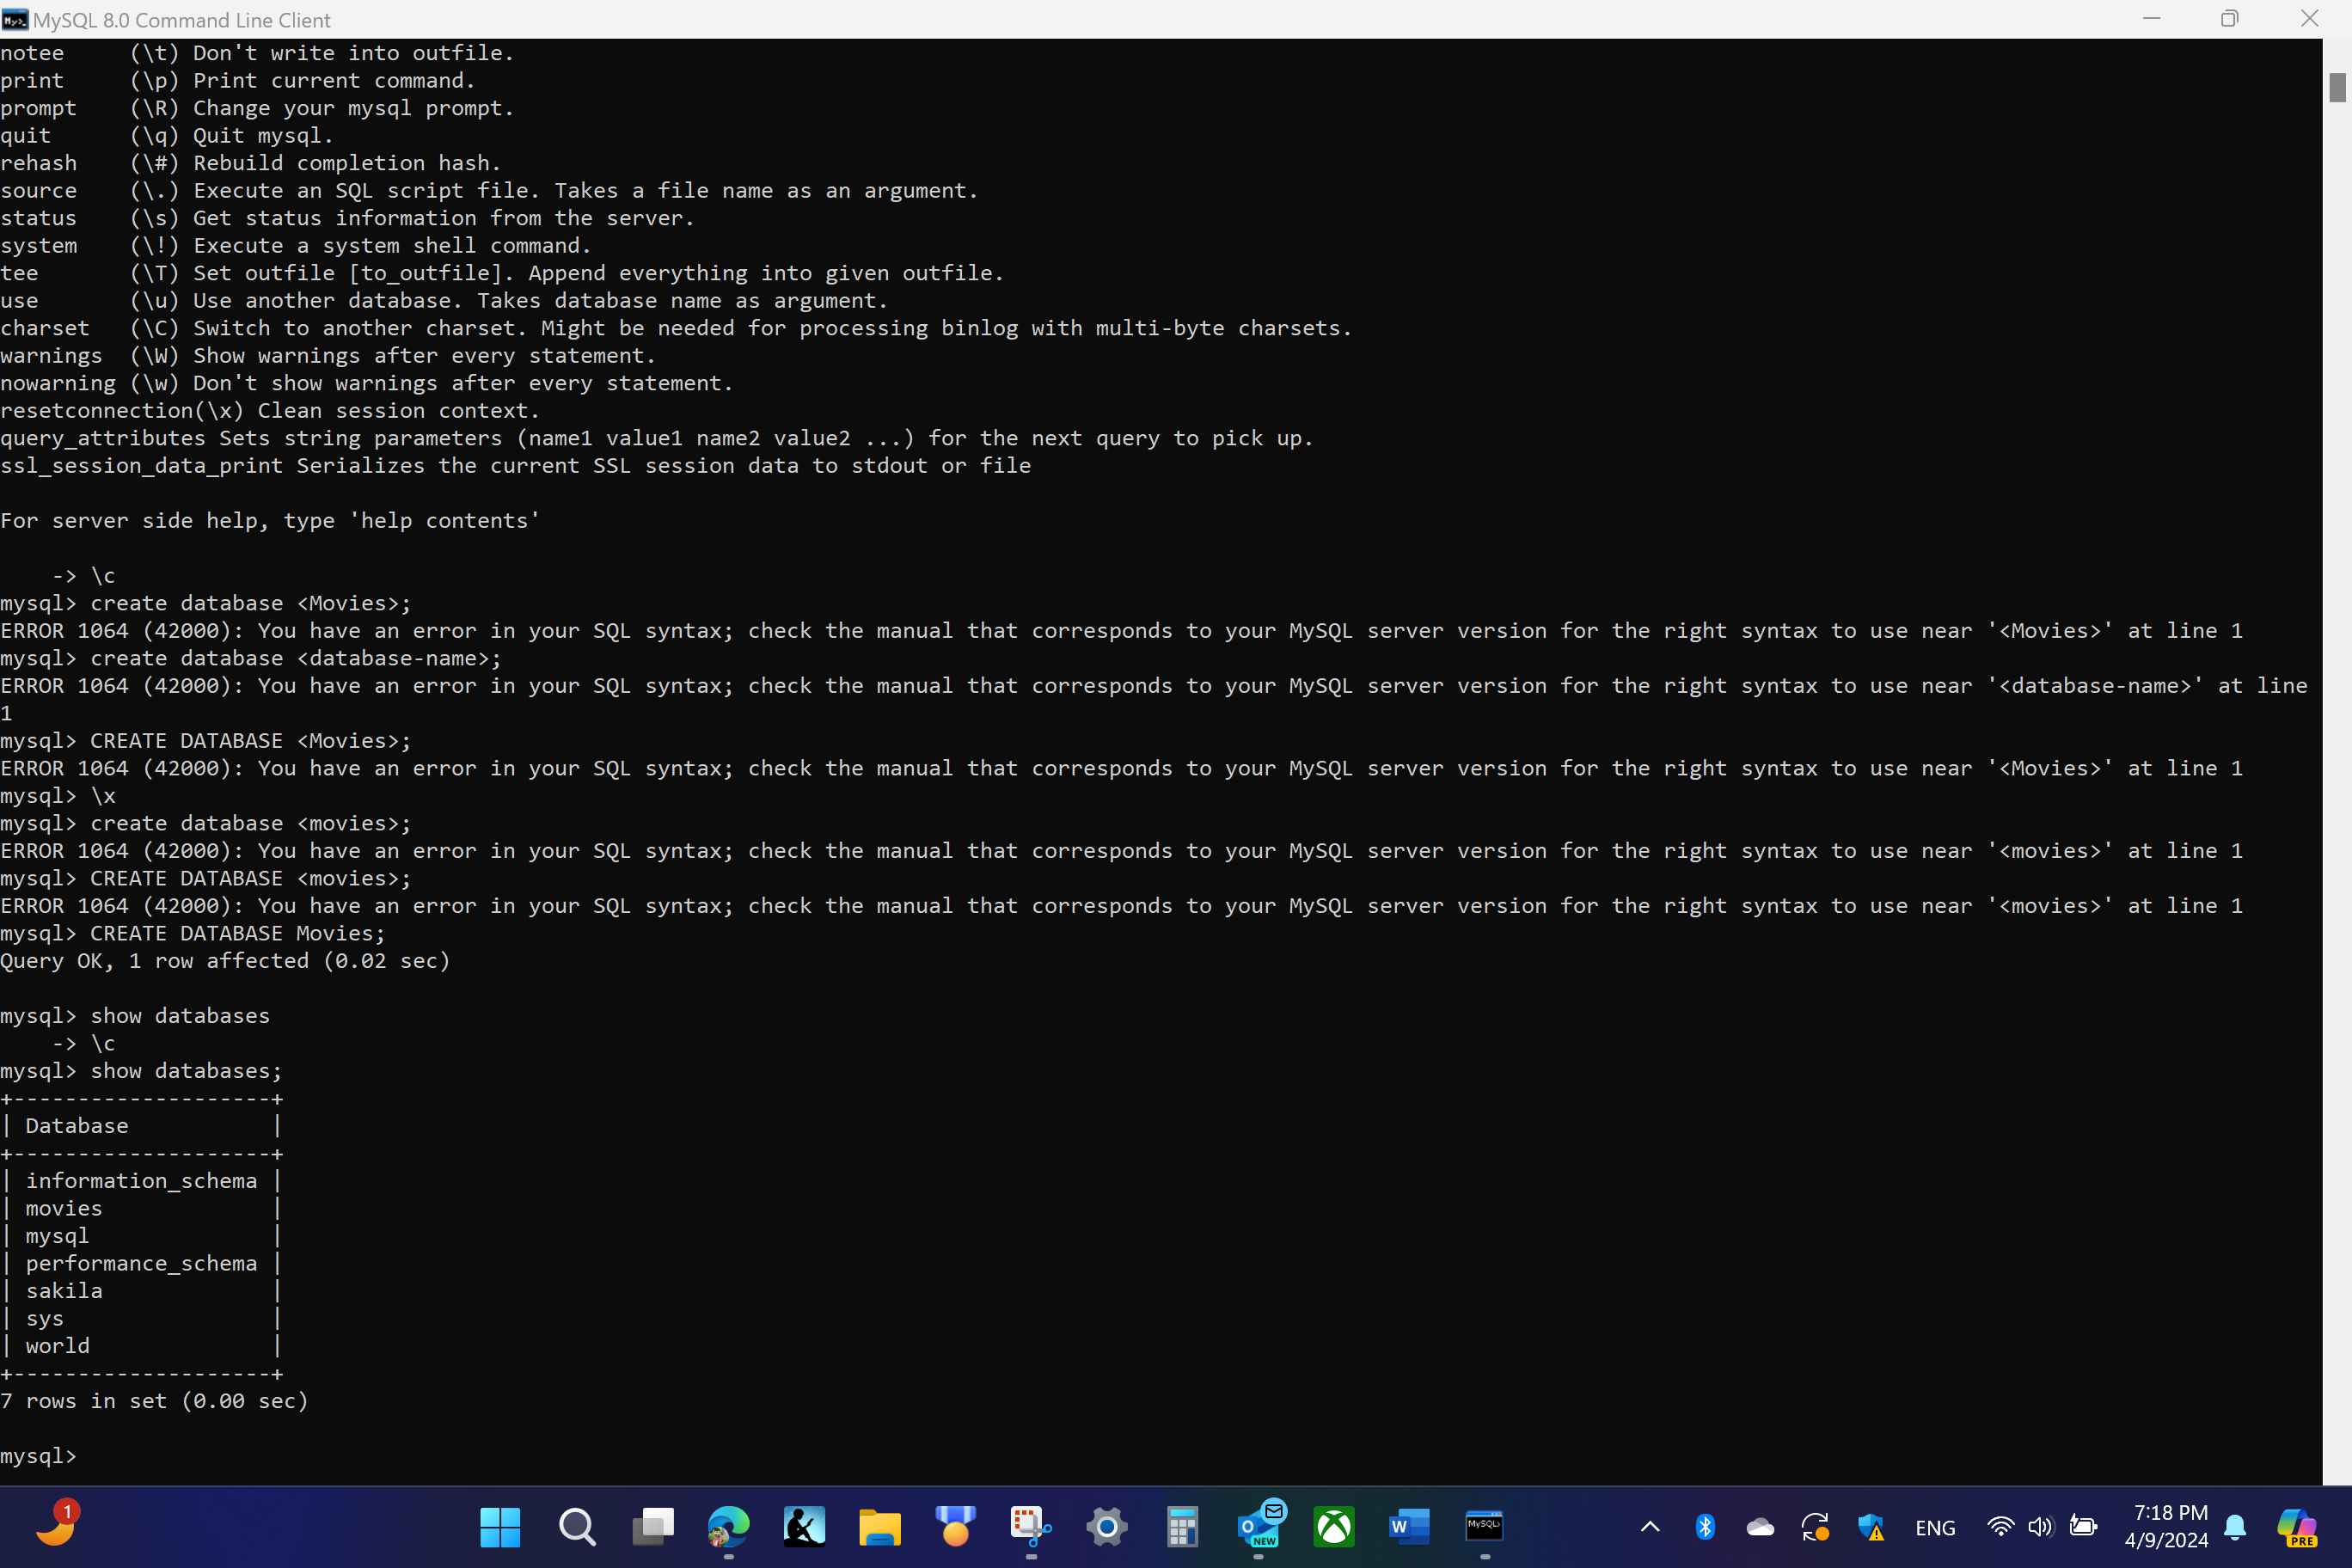 MySQL 8.0 Command Line Client
notee     (\t) Don't write into outfile.
print     (\p) Print current command.
prompt    (\R) Change your mysql prompt.
quit      (\q) Quit mysql.
rehash    (\#) Rebuild completion hash.
source    (\.) Execute an SQL script file. Takes a file name as an argument.
status    (\s) Get status information from the server.
system    (\!) Execute a system shell command.
tee       (\T) Set outfile [to_outfile]. Append everything into given outfile.
use       (\u) Use another database. Takes database name as argument.
charset   (\C) Switch to another charset. Might be needed for processing binlog with multi-byte charsets.
warnings  (\W) Show warnings after every statement.
nowarning (\w) Don't show warnings after every statement.
resetconnection(\x) Clean session context.
query_attributes Sets string parameters (name1 value1 name2 value2 ...) for the next query to pick up.
ssl_session_data_print Serializes the current SSL session data to stdout or file
For server side help, type 'help contents'
    -> \c
mysql> create database <Movies>;
ERROR 1064 (42000): You have an error in your SQL syntax; check the manual that corresponds to your MySQL server version for the right syntax to use near '<Movies>' at line 1
mysql> create database <database-name>;
ERROR 1064 (42000): You have an error in your SQL syntax; check the manual that corresponds to your MySQL server version for the right syntax to use near '<database-name>' at line
1
mysql> CREATE DATABASE <Movies>;
ERROR 1064 (42000): You have an error in your SQL syntax; check the manual that corresponds to your MySQL server version for the right syntax to use near '<Movies>' at line 1
mysql> \x
mysql> create database <movies>;
ERROR 1064 (42000): You have an error in your SQL syntax; check the manual that corresponds to your MySQL server version for the right syntax to use near '<movies>' at line 1
mysql> CREATE DATABASE <movies>;
ERROR 1064 (42000): You have an error in your SQL syntax; check the manual that corresponds to your MySQL server version for the right syntax to use near '<movies>' at line 1
mysql> CREATE DATABASE Movies;
Query OK, 1 row affected (0.02 sec)
mysql> show databases
    -> \c
mysql> show databases;
+--------------------+
| Database           |
+--------------------+
| information_schema |
| movies             |
| mysql              |
| performance_schema |
| sakila             |
| sys                |
| world              |
+--------------------+
7 rows in set (0.00 sec)
mysql>
1
NEW
W
MySQL>
ENG
7:18 PM
4/9/2024
PRE